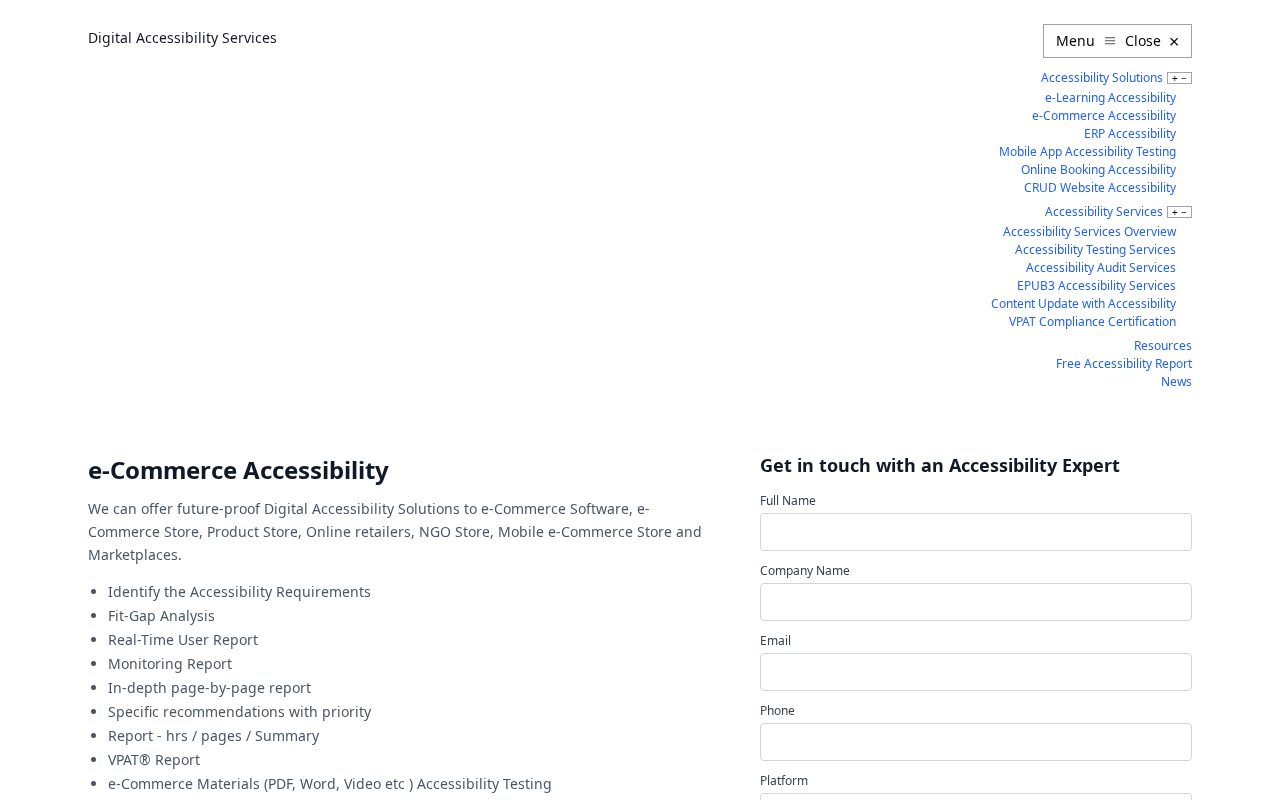 Digital Accessibility Services
Menu ≡ Close ×
Accessibility Solutions + −
e-Learning Accessibility
e-Commerce Accessibility
ERP Accessibility
Mobile App Accessibility Testing
Online Booking Accessibility
CRUD Website Accessibility
Accessibility Services + −
Accessibility Services Overview
Accessibility Testing Services
Accessibility Audit Services
EPUB3 Accessibility Services
Content Update with Accessibility
VPAT Compliance Certification
Resources
Free Accessibility Report
News
e-Commerce Accessibility
We can offer future-proof Digital Accessibility Solutions to e-Commerce Software, e-
Commerce Store, Product Store, Online retailers, NGO Store, Mobile e-Commerce Store and
Marketplaces.
• Identify the Accessibility Requirements
• Fit-Gap Analysis
• Real-Time User Report
• Monitoring Report
• In-depth page-by-page report
• Specific recommendations with priority
• Report - hrs / pages / Summary
• VPAT® Report
• e-Commerce Materials (PDF, Word, Video etc ) Accessibility Testing
Get in touch with an Accessibility Expert
Full Name
Company Name
Email
Phone
Platform